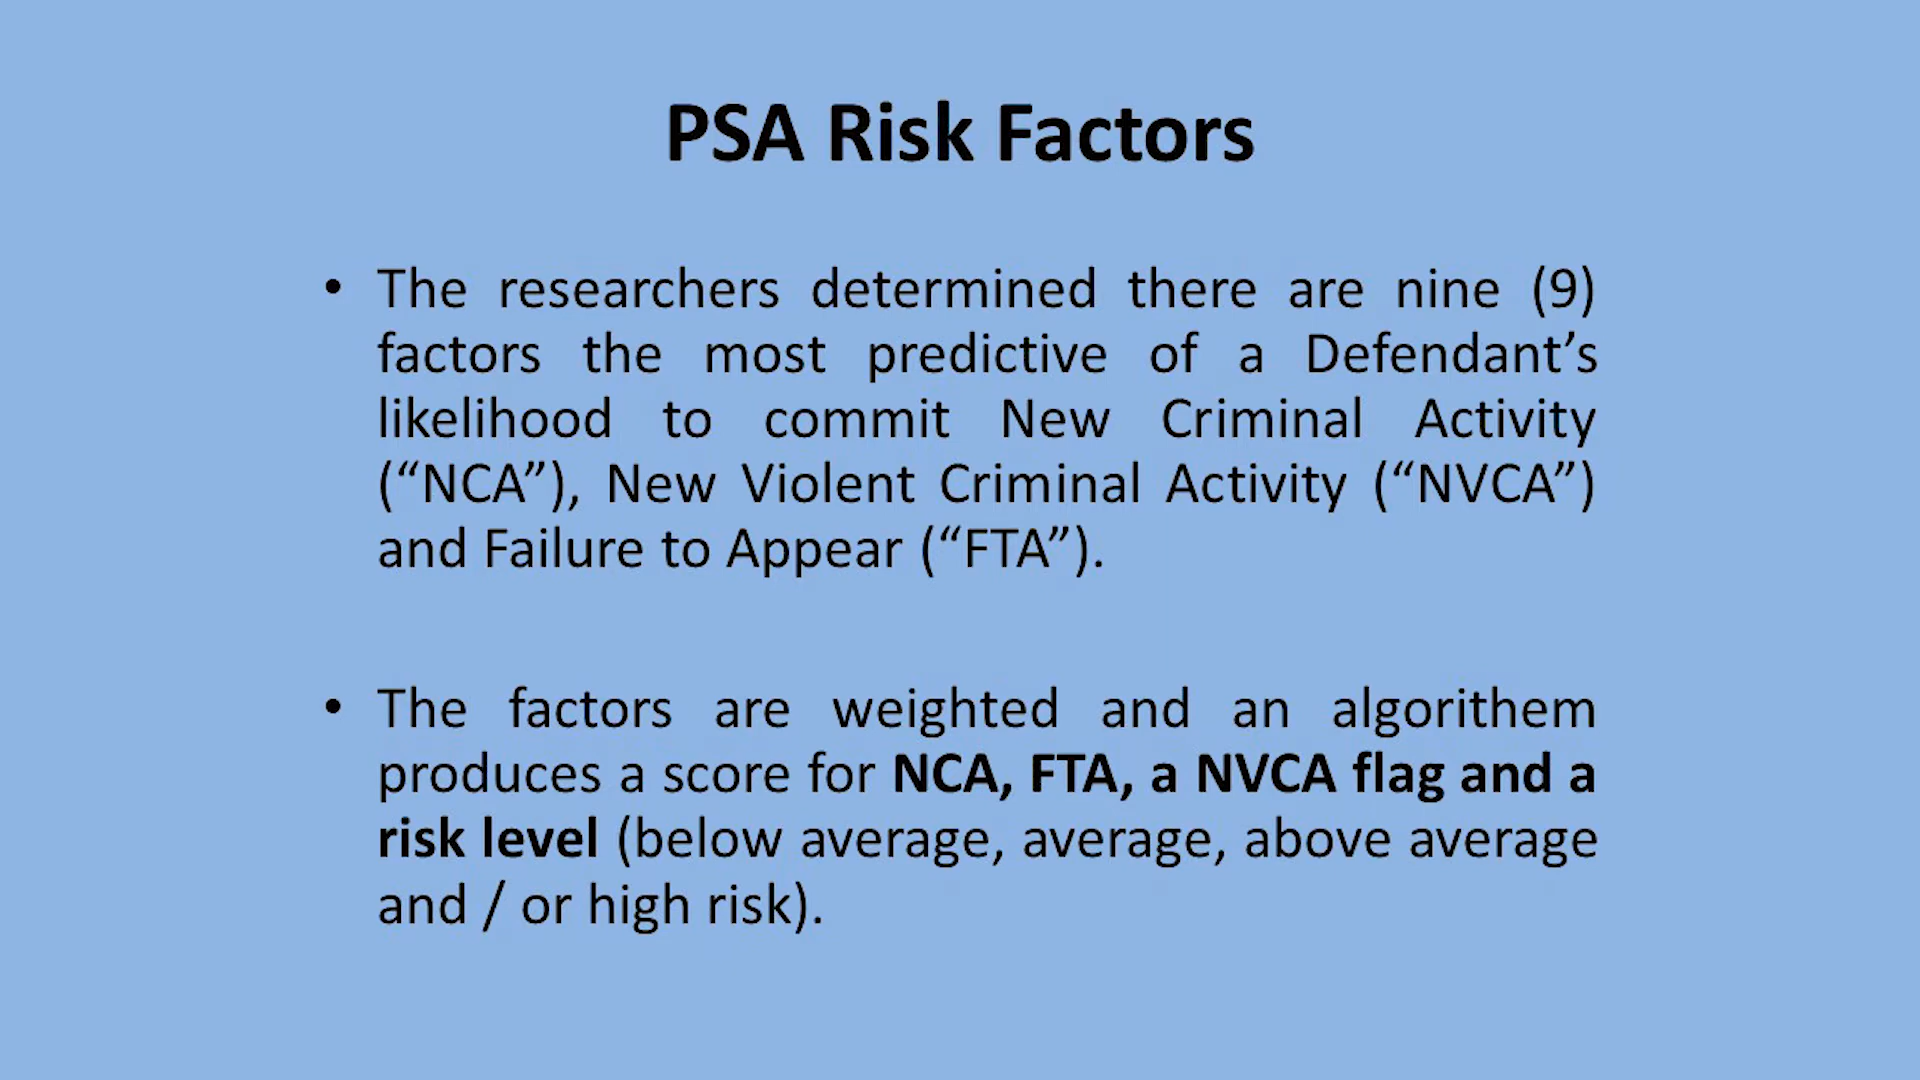 PSA Risk Factors
• The researchers determined there are nine (9)
factors the most predictive of a Defendant’s
likelihood to commit New Criminal Activity
(“NCA”), New Violent Criminal Activity (“NVCA”)
and Failure to Appear (“FTA”).
• The factors are weighted and an algorithem
produces a score for NCA, FTA, a NVCA flag and a
risk level (below average, average, above average
and / or high risk).